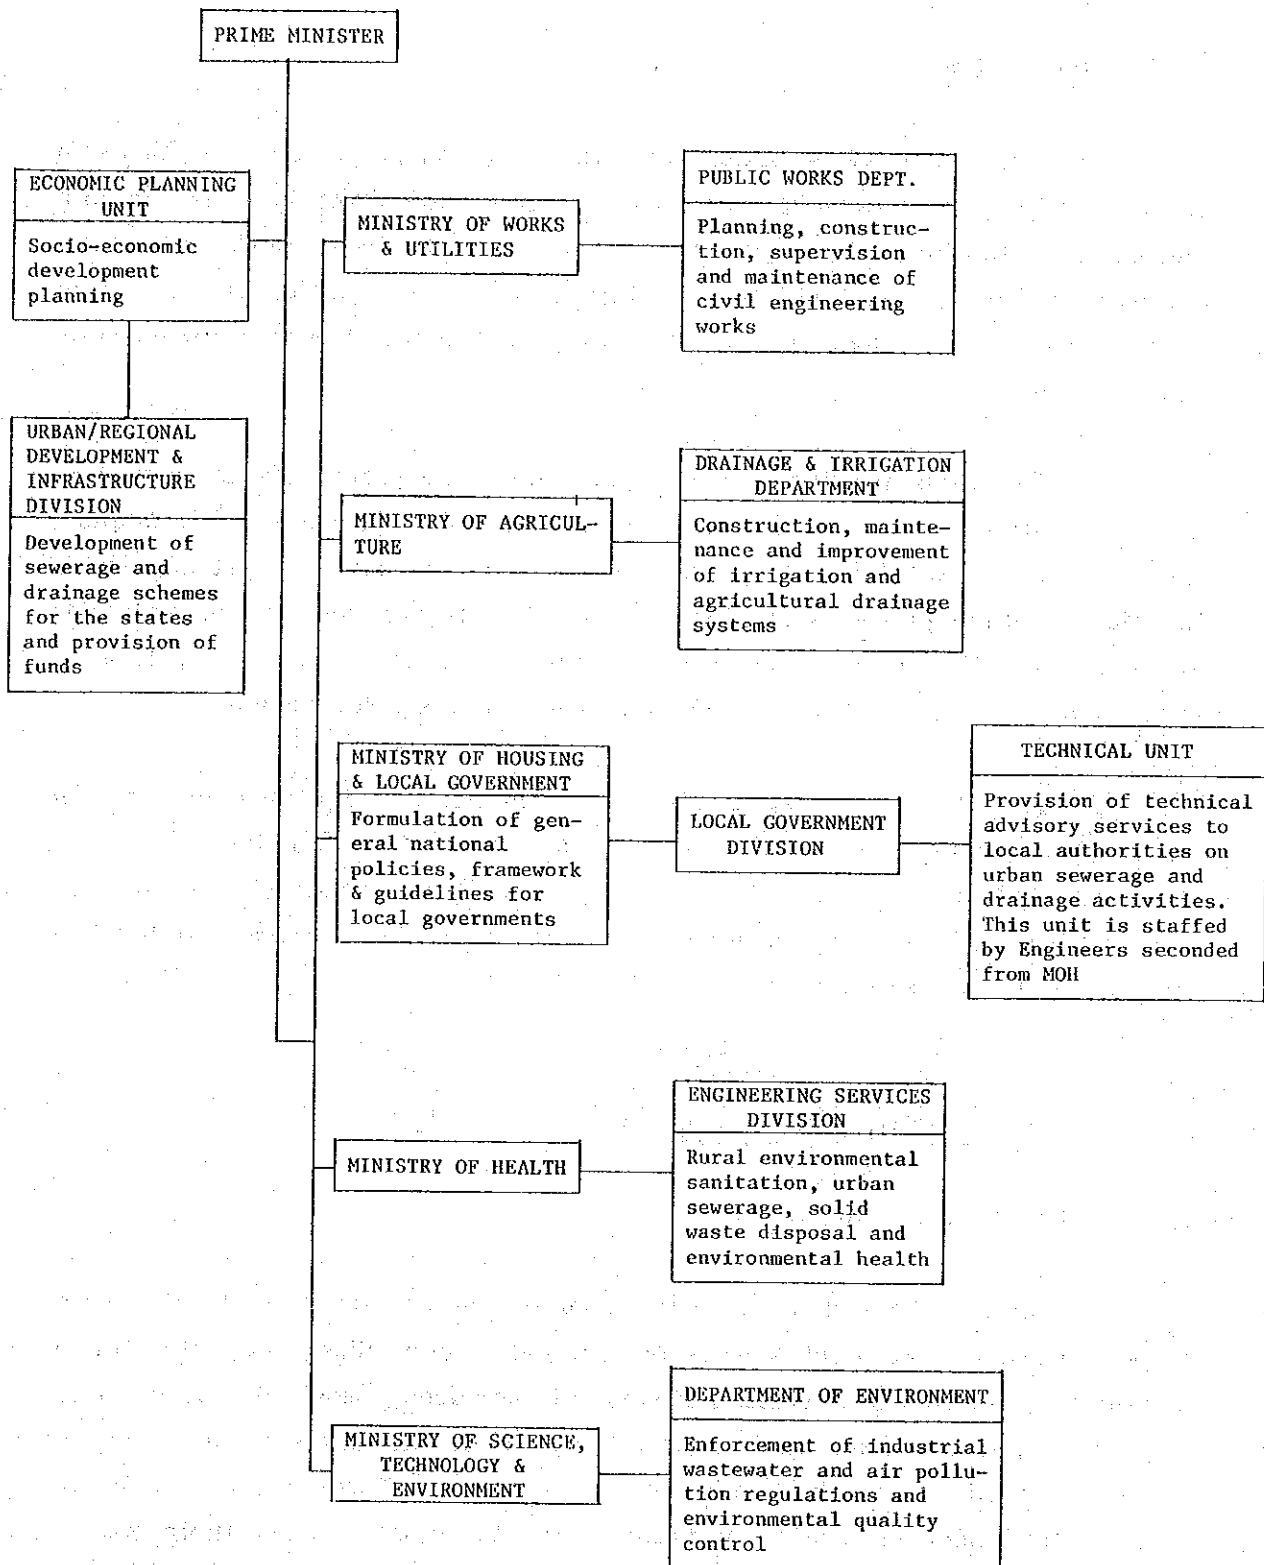 PRIME MINISTER
ECONOMIC PLANNING
UNIT
Socio-economic
development
planning
URBAN/REGIONAL
DEVELOPMENT &
INFRASTRUCTURE
DIVISION
Development of
sewerage and
drainage schemes
for the states
and provision of
funds
MINISTRY OF WORKS
& UTILITIES
PUBLIC WORKS DEPT.
Planning, construc-
tion, supervision
and maintenance of
civil engineering
works
MINISTRY OF AGRICUL-
TURE
DRAINAGE & IRRIGATION
DEPARTMENT
Construction, mainte-
nance and improvement
of irrigation and
agricultural drainage
systems
MINISTRY OF HOUSING
& LOCAL GOVERNMENT
Formulation of gen-
eral national
policies, framework
& guidelines for
local governments
LOCAL GOVERNMENT
DIVISION
TECHNICAL UNIT
Provision of technical
advisory services to
local authorities on
urban sewerage and
drainage activities.
This unit is staffed
by Engineers seconded
from MOH
MINISTRY OF HEALTH
ENGINEERING SERVICES
DIVISION
Rural environmental
sanitation, urban
sewerage, solid
waste disposal and
environmental health
MINISTRY OF SCIENCE,
TECHNOLOGY &
ENVIRONMENT
DEPARTMENT OF ENVIRONMENT
Enforcement of industrial
wastewater and air pollu-
tion regulations and
environmental quality
control